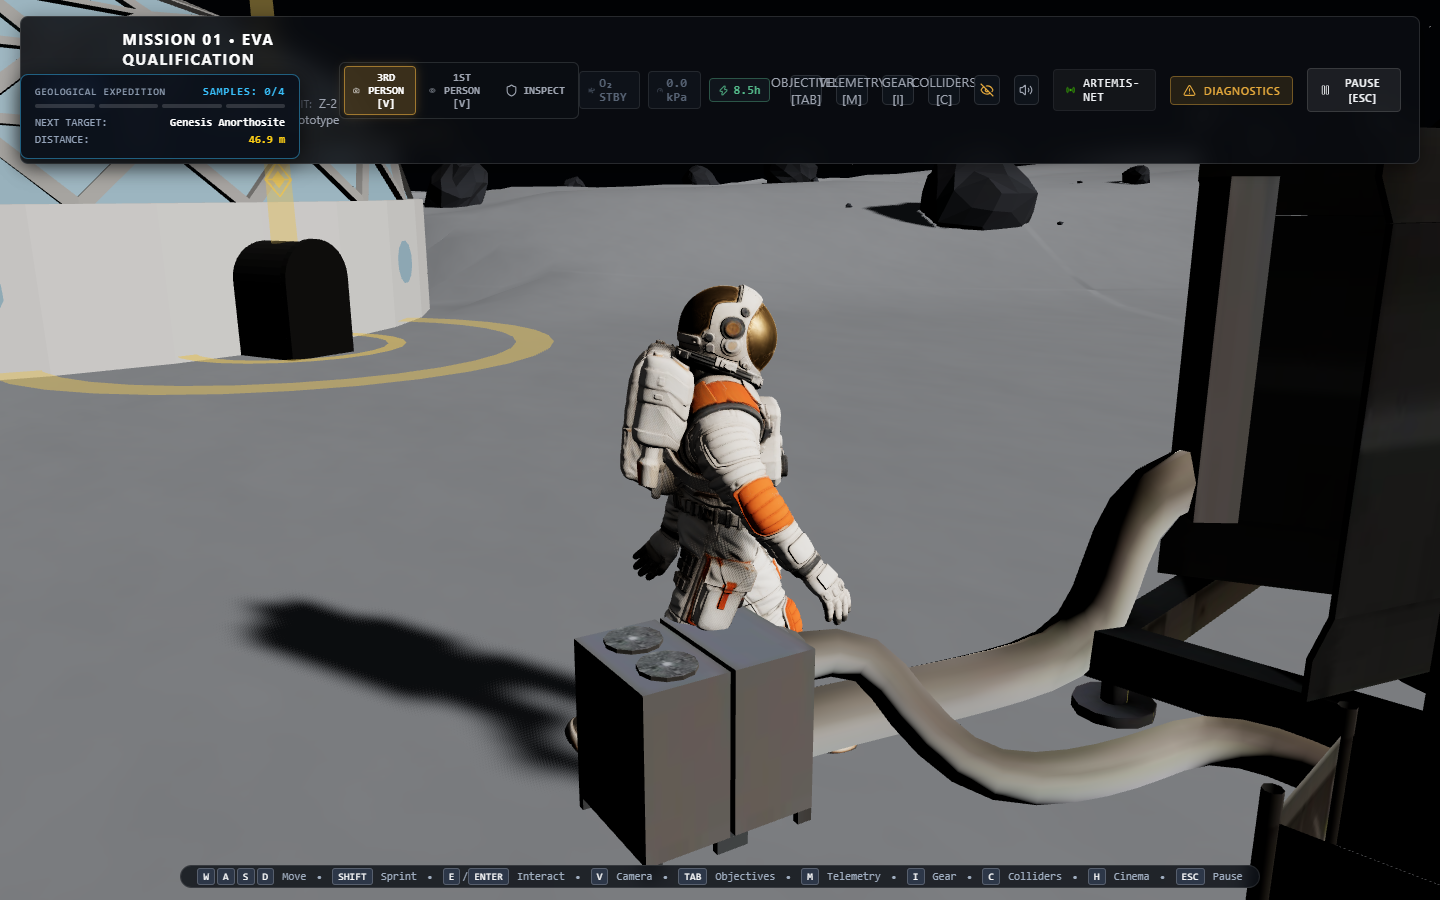 MISSION 01 • EVA
QUALIFICATION
GEOLOGICAL EXPEDITION SAMPLES: 0/4
NEXT TARGET: Genesis Anorthosite
DISTANCE: 46.9 m
Z-2
3RD
PERSON
[V]
1ST
PERSON
[V]
INSPECT
O₂
STBY
0.0
kPa
8.5h
OBJECTIVES
[TAB]
TELEMETRY
[M]
GEAR
[I]
COLLIDERS
[C]
ARTEMIS-
NET
DIAGNOSTICS
PAUSE
[ESC]
W A S D Move • SHIFT Sprint • E / ENTER Interact • V Camera • TAB Objectives • M Telemetry • I Gear • C Colliders • H Cinema • ESC Pause